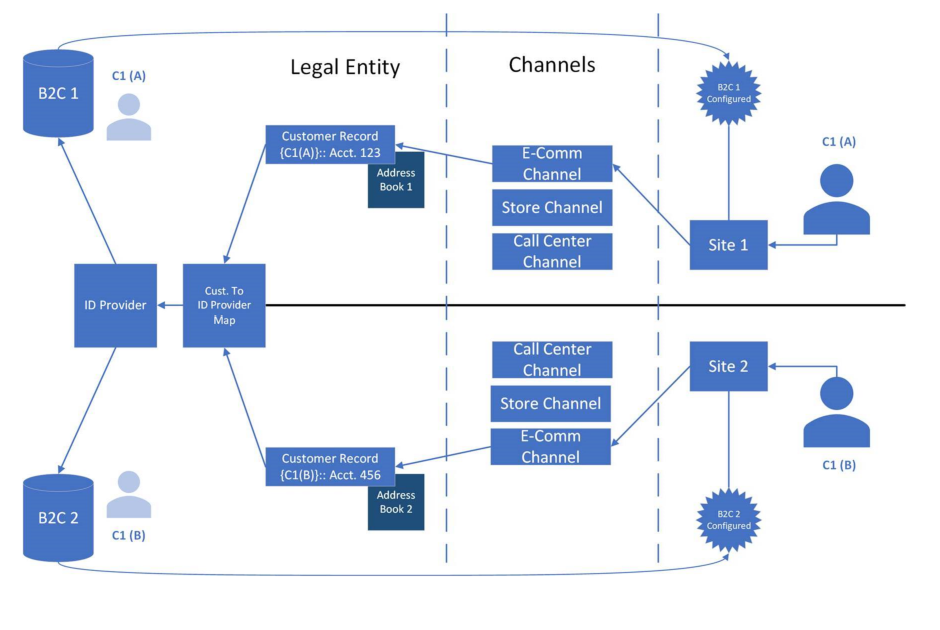 Legal Entity
Channels
B2C 1
C1 (A)
B2C 1
Configured
Customer Record
{C1(A)}:: Acct. 123
Address
Book 1
E-Comm
Channel
Store Channel
Call Center
Channel
Site 1
C1 (A)
ID Provider
Cust. To
ID Provider
Map
Call Center
Channel
Store Channel
E-Comm
Channel
Site 2
C1 (B)
Customer Record
{C1(B)}:: Acct. 456
Address
Book 2
B2C 2
C1 (B)
B2C 2
Configured